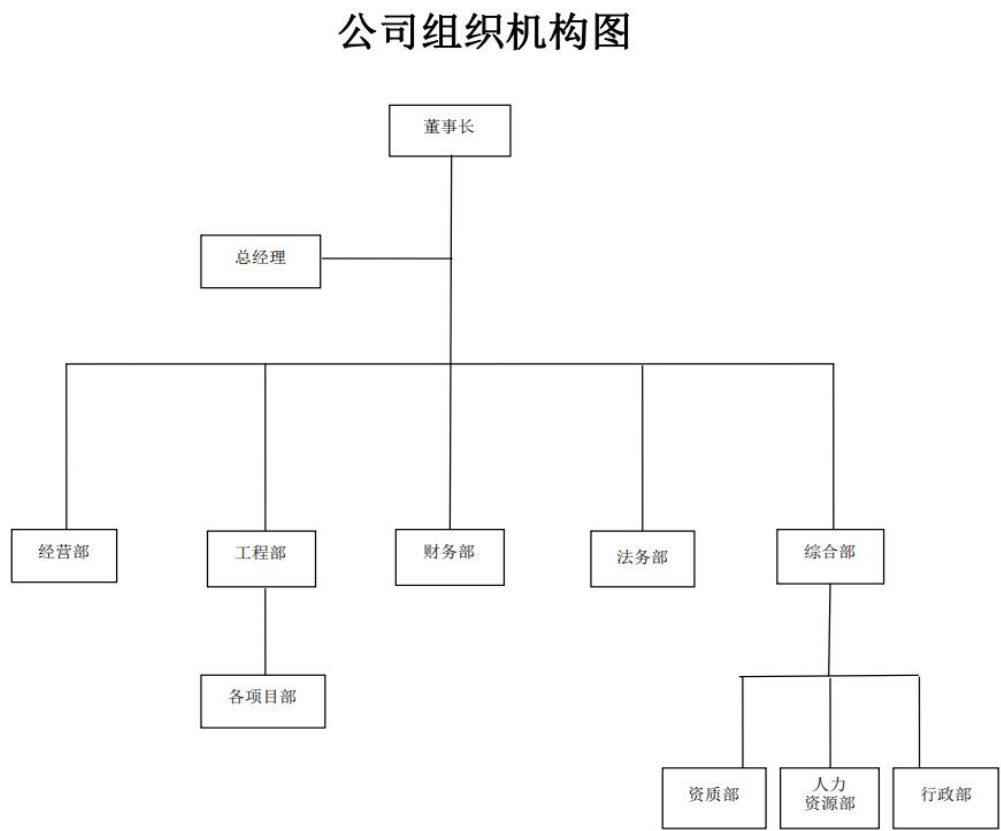 公司组织机构图
董事长
总经理
经营部
工程部
财务部
法务部
综合部
各项目部
资质部
人力
资源部
行政部